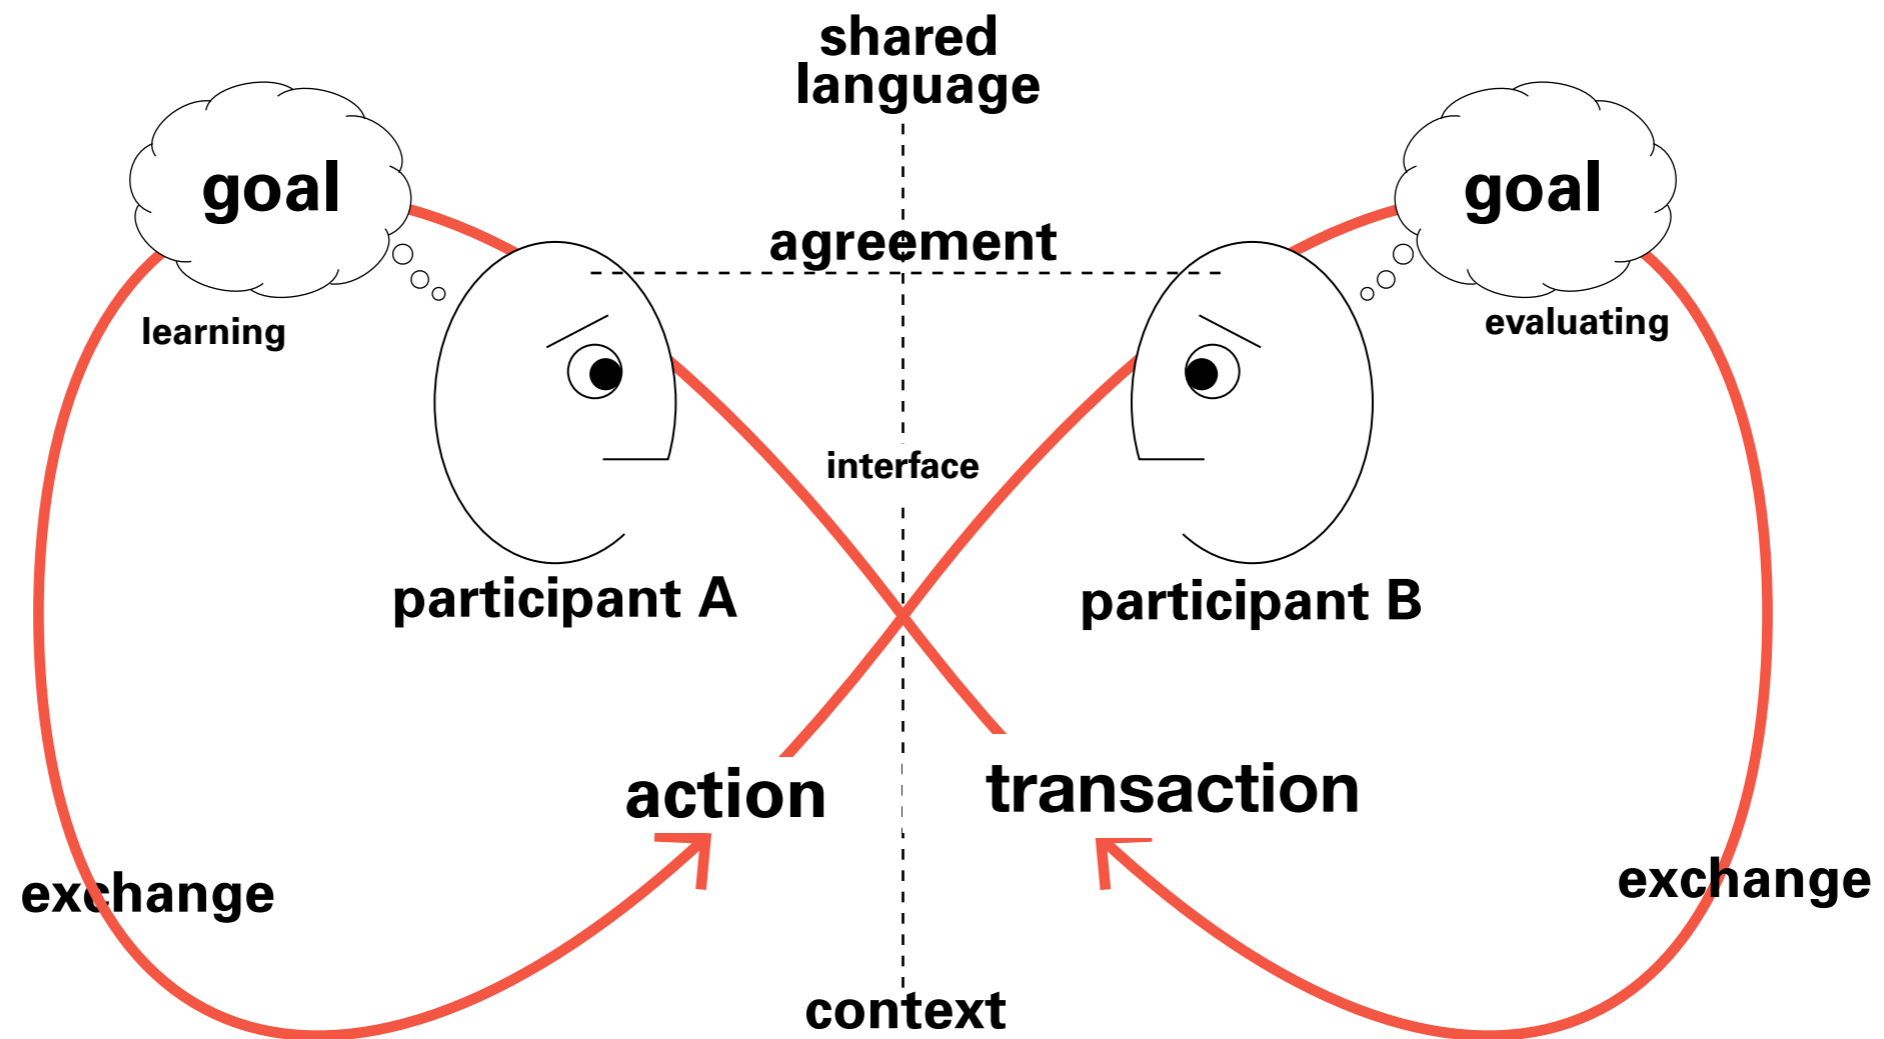 shared
language
goal
goal
agreement
learning
evaluating
interface
participant A
participant B
action
transaction
exchange
exchange
context